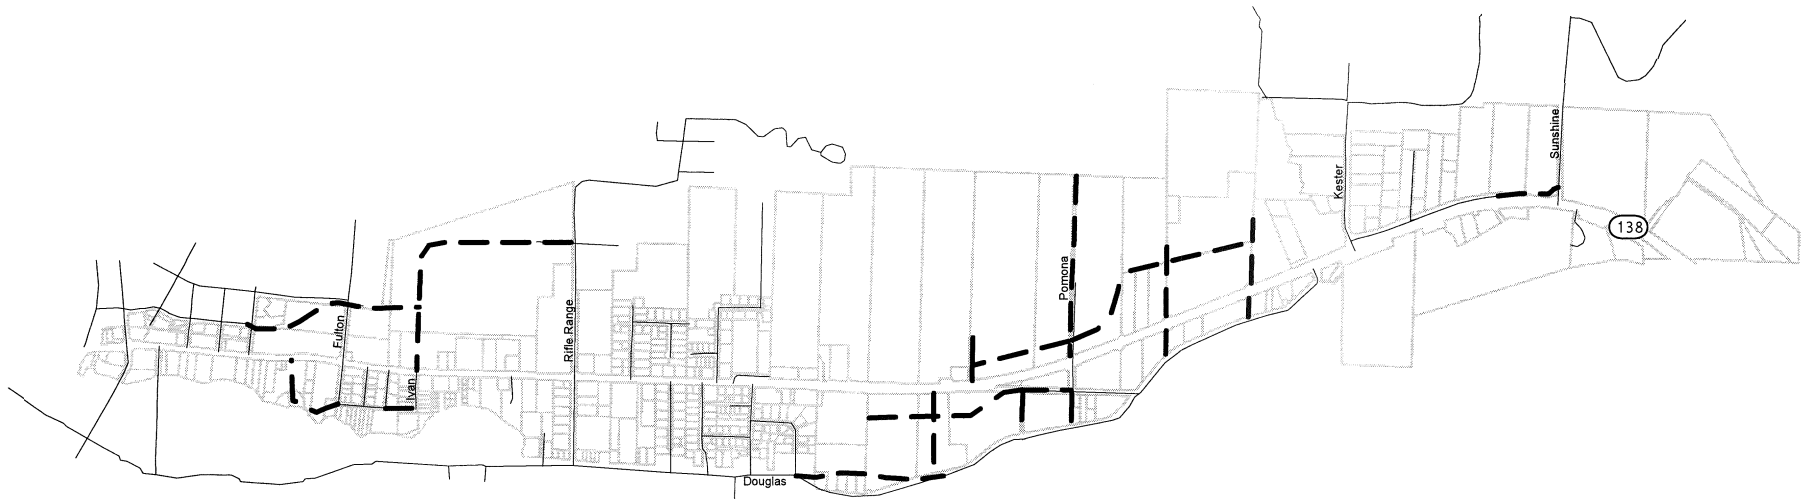 Sunshine
Kester
138
Pomona
Rifle Range
Fulton
Ivan
Douglas